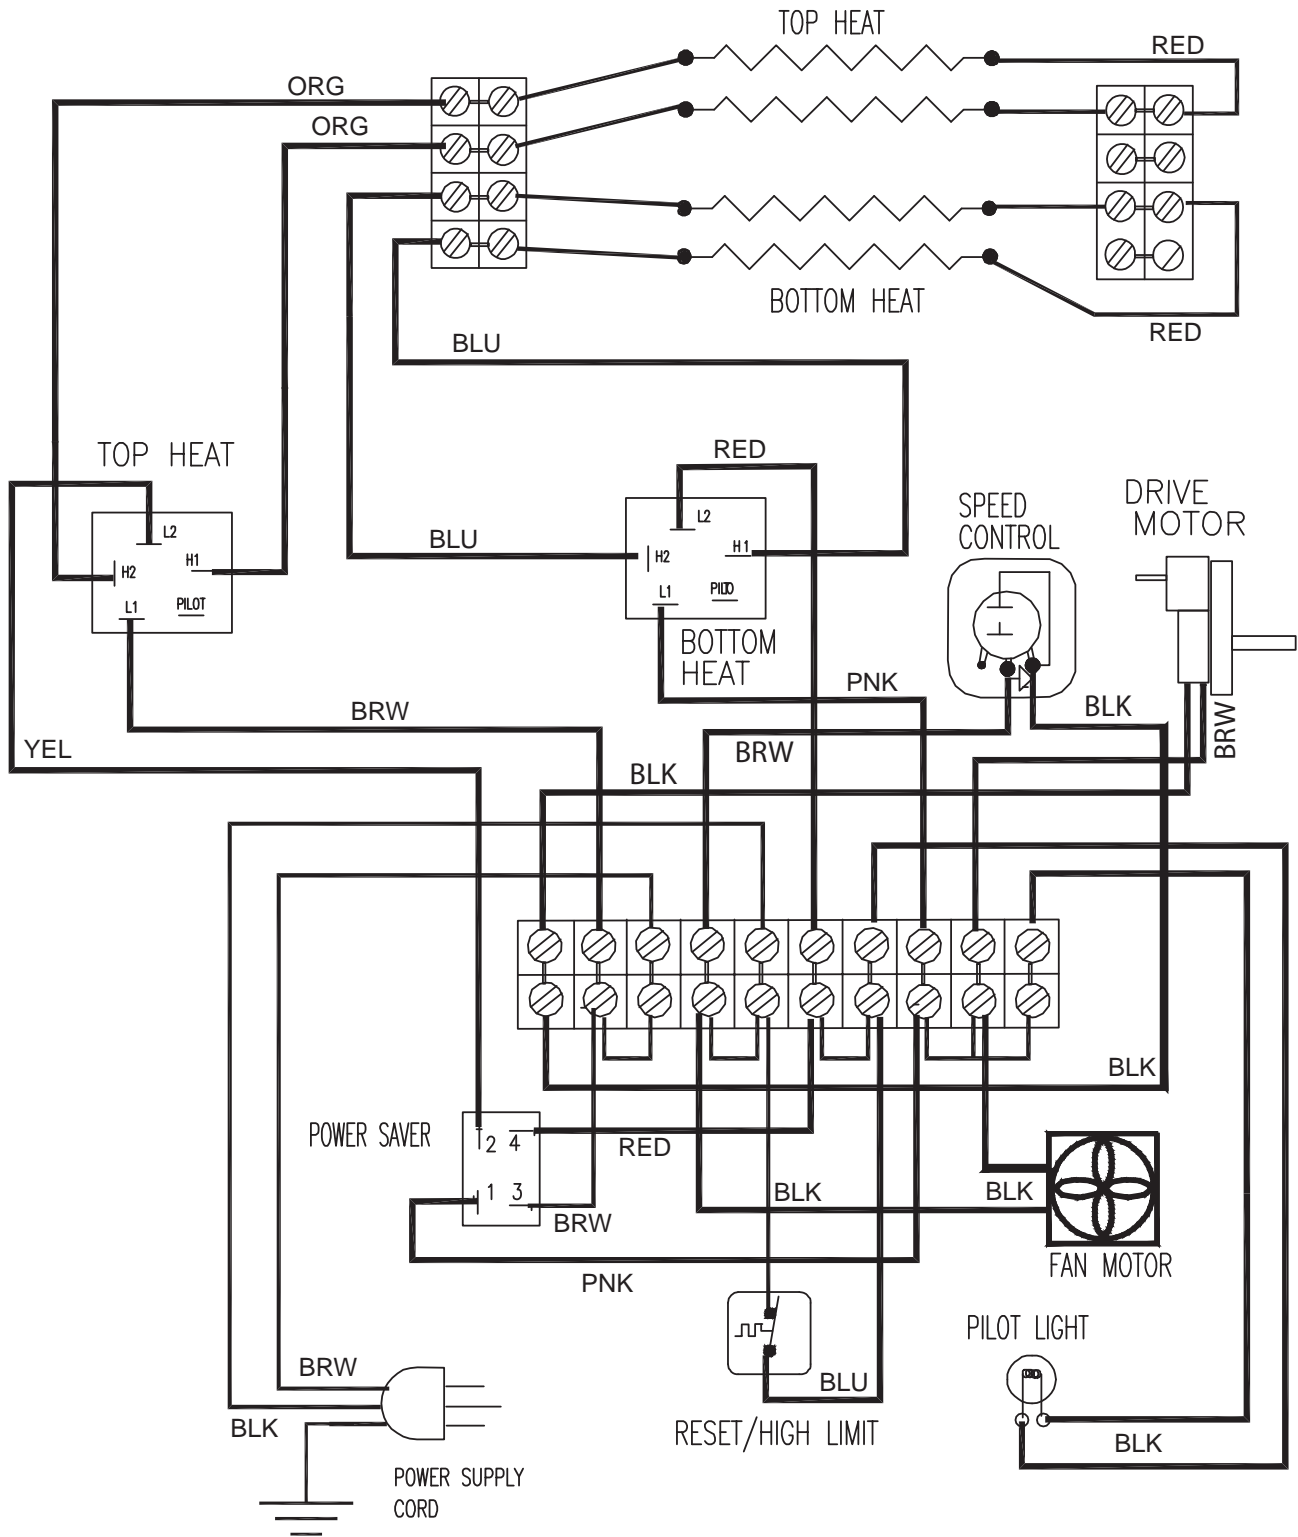 TOP HEAT
RED
ORG
ORG
BOTTOM HEAT
RED
BLU
TOP HEAT
RED
SPEED
CONTROL
DRIVE
MOTOR
L2
H1
H2
L1
PILOT
BLU
L2
H1
H2
L1
PILTO
BOTTOM
HEAT
PNK
BLK
BRW
BRW
BRW
YEL
BLK
BLK
POWER SAVER
2 4
1 3
RED
BRW
BLK
BLK
FAN MOTOR
PNK
PILOT LIGHT
BRW
BLU
BLK
RESET/HIGH LIMIT
BLK
POWER SUPPLY
CORD